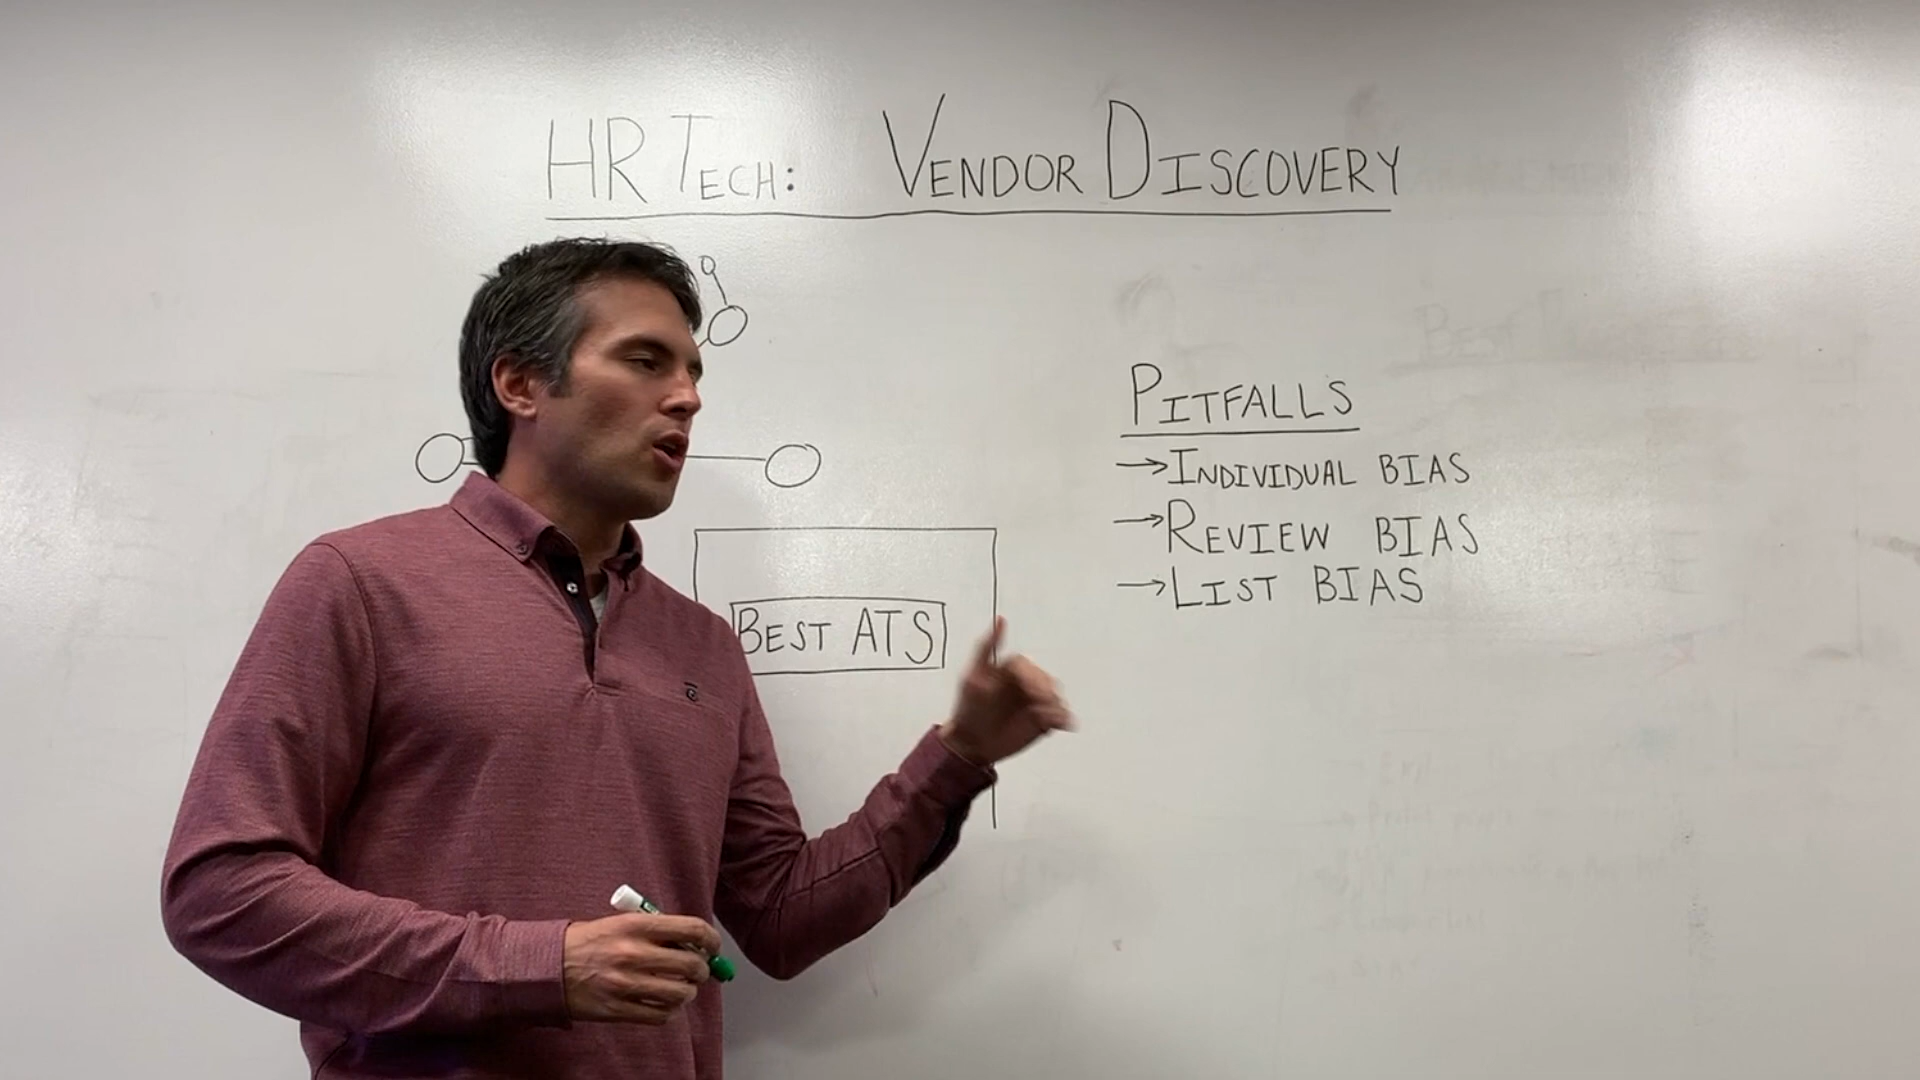 HR TECH: VENDOR DISCOVERY
BEST ATS
PITFALLS
→INDIVIDUAL BIAS
→REVIEW BIAS
→LIST BIAS